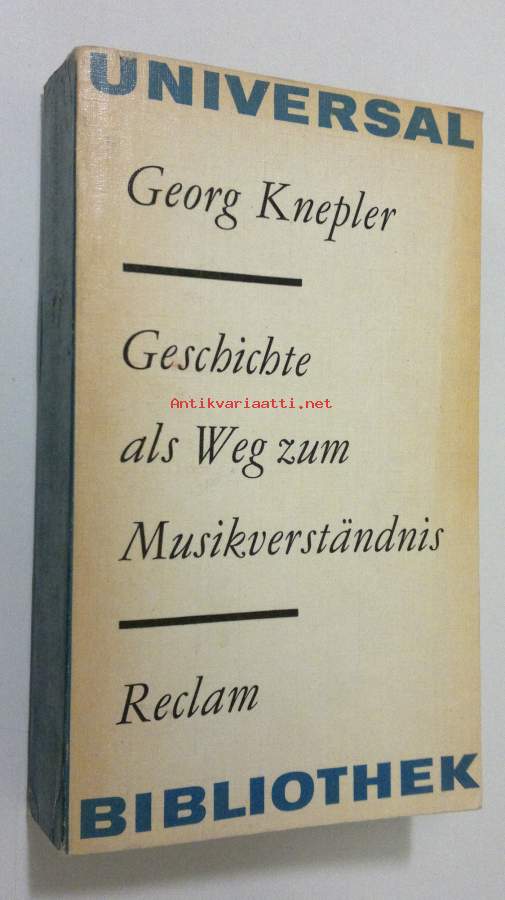 UNIVERSAL
Georg Knepler
Geschichte
Antikvariaatti.net
als Weg zum
Musikverständnis
Reclam
BIBLIOTHEK